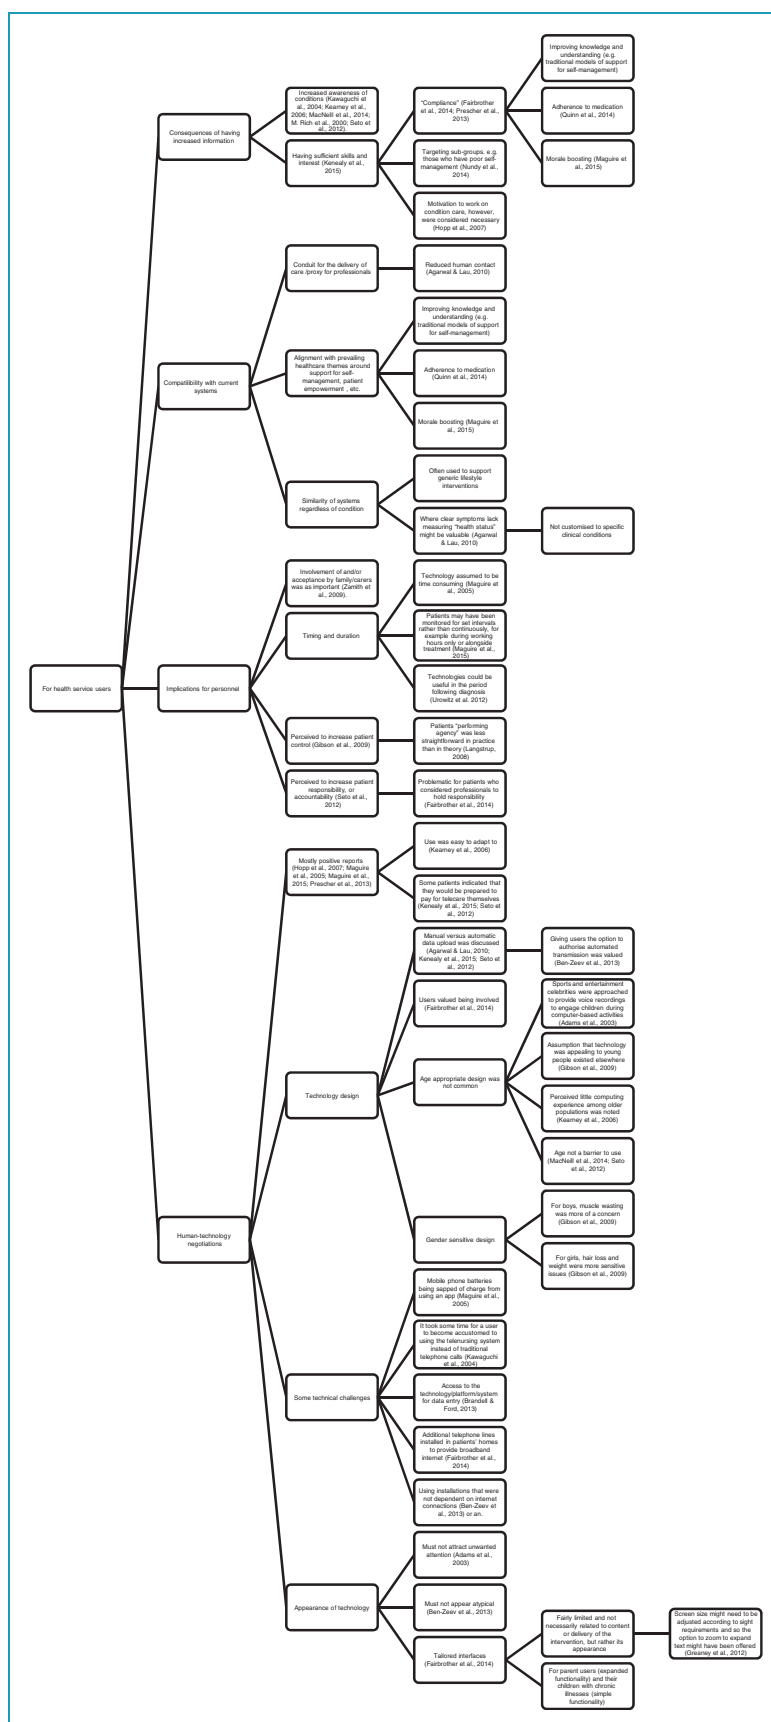 For health service users
Consequences of having
increased information
Increased awareness of
conditions (Kawaguchi et
al., 2004; Kearney et al.,
2006; MacNeill et al., 2014;
M. Rich et al., 2000; Seto et
al., 2012).
Having sufficient skills and
interest (Kenealy et al.,
2015)
"Compliance" (Fairbrother
et al., 2014; Prescher et al.,
2013)
Improving knowledge and
understanding (e.g.
traditional models of support
for self-management)
Adherence to medication
(Quinn et al., 2014)
Morale boosting (Maguire et
al., 2015)
Targeting sub-groups. e.g.
those who have poor self-
management (Nundy et al.,
2014)
Motivation to work on
condition care, however,
were considered necessary
(Hopp et al., 2007)
Compatilibility with current
systems
Conduit for the delivery of
care /proxy for professionals
Reduced human contact
(Agarwal & Lau, 2010)
Alignment with prevailing
healthcare themes around
support for self-
management, patient
empowerment , etc.
Improving knowledge and
understanding (e.g.
traditional models of support
for self-management)
Adherence to medication
(Quinn et al., 2014)
Morale boosting (Maguire et
al., 2015)
Similarity of systems
regardless of condition
Often used to support
generic lifestyle
interventions
Where clear symptoms lack
measuring "health status"
might be valuable (Agarwal
& Lau, 2010)
Not customised to specific
clinical conditions
Implications for personnel
Involvement of and/or
acceptance by family/carers
was as important (Zamith et
al., 2009).
Timing and duration
Technology assumed to be
time consuming (Maguire et
al., 2005)
Patients may have been
monitored for set intervals
rather than continuously, for
example during working
hours only or alongside
treatment (Maguire et al.,
2015)
Technologies could be
useful in the period
following diagnosis
(Urowitz et al. 2012)
Perceived to increase patient
control (Gibson et al., 2009)
Patients "performing
agency" was less
straightforward in practice
than in theory (Langstrup,
2008)
Perceived to increase patient
responsibility, or
accountability (Seto et al.,
2012)
Problematic for patients who
considered professionals to
hold responsibility
(Fairbrother et al., 2014)
Human-technology
negotiations
Mostly positive reports
(Hopp et al., 2007; Maguire
et al., 2005; Maguire et al.,
2015; Prescher et al., 2013)
Use was easy to adapt to
(Kearney et al., 2006)
Some patients indicated that
they would be prepared to
pay for telecare themselves
(Kenealy et al., 2015; Seto et
al., 2012)
Technology design
Manual versus automatic
data upload was discussed
(Agarwal & Lau, 2010;
Kenealy et al., 2015; Seto et
al., 2012)
Giving users the option to
authorise automated
transmission was valued
(Ben-Zeev et al., 2013)
Users valued being involved
(Fairbrother et al., 2014)
Age appropriate design was
not common
Sports and entertainment
celebrities were approached
to provide voice recordings
to engage children during
computer-based activities
(Adams et al., 2003)
Assumption that technology
was appealing to young
people existed elsewhere
(Gibson et al., 2009)
Perceived little computing
experience among older
populations was noted
(Kearney et al., 2006)
Age not a barrier to use
(MacNeill et al., 2014; Seto
et al., 2012)
Gender sensitive design
For boys, muscle wasting
was more of a concern
(Gibson et al., 2009)
For girls, hair loss and
weight were more sensitive
issues (Gibson et al., 2009)
Some technical challenges
Mobile phone batteries
being sapped of charge from
using an app (Maguire et al.,
2005)
It took some time for a user
to become accustomed to
using the telenursing system
instead of traditional
telephone calls (Kawaguchi
et al., 2004)
Access to the
technology/platform/system
for data entry (Brandell &
Ford, 2013)
Additional telephone lines
installed in patients' homes
to provide broadband
internet (Fairbrother et al.,
2014)
Using installations that were
not dependent on internet
connections (Ben-Zeev et
al., 2013) or an.
Appearance of technology
Must not attract unwanted
attention (Adams et al.,
2003)
Must not appear atypical
(Ben-Zeev et al., 2013)
Tailored interfaces
(Fairbrother et al., 2014)
Fairly limited and not
necessarily related to content
or delivery of the
intervention, but rather its
appearance
Screen size might need to be
adjusted according to sight
requirements and so the
option to zoom to expand
text might have been offered
(Greaney et al., 2012)
For parent users (expanded
functionality) and their
children with chronic
illnesses (simple
functionality)